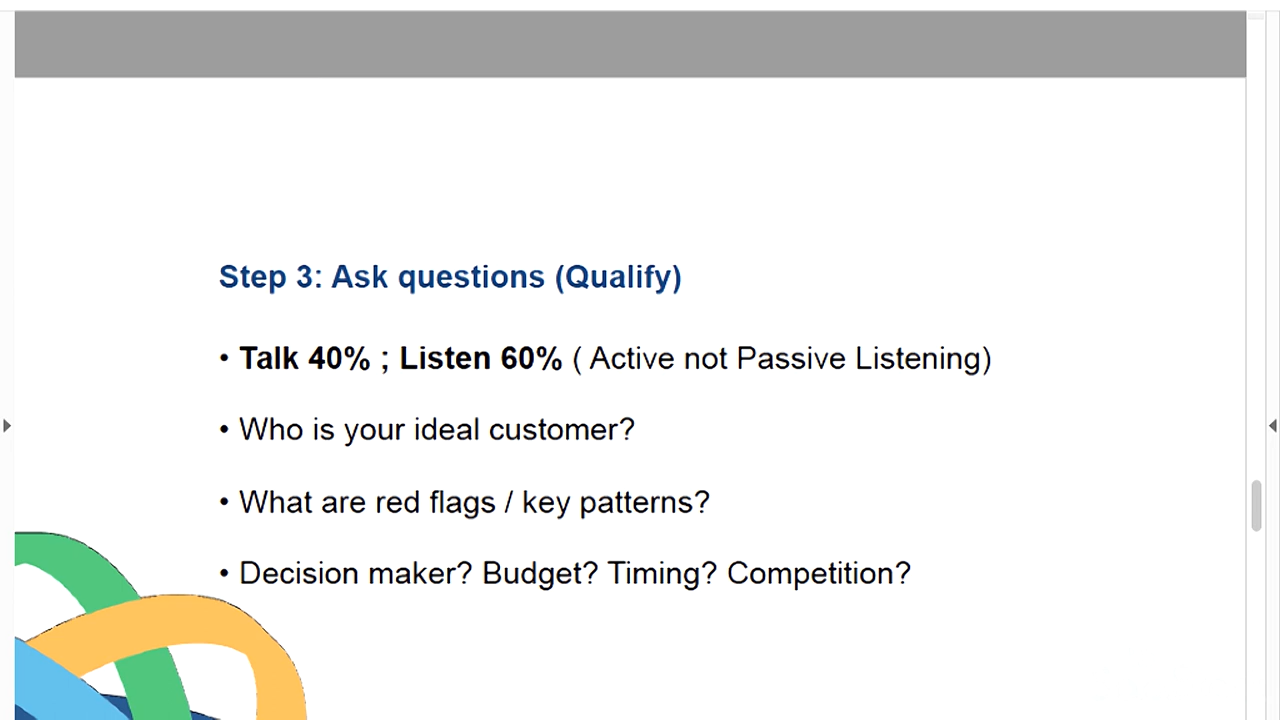 Step 3: Ask questions (Qualify)
• Talk 40% ; Listen 60% ( Active not Passive Listening)
• Who is your ideal customer?
• What are red flags / key patterns?
• Decision maker? Budget? Timing? Competition?